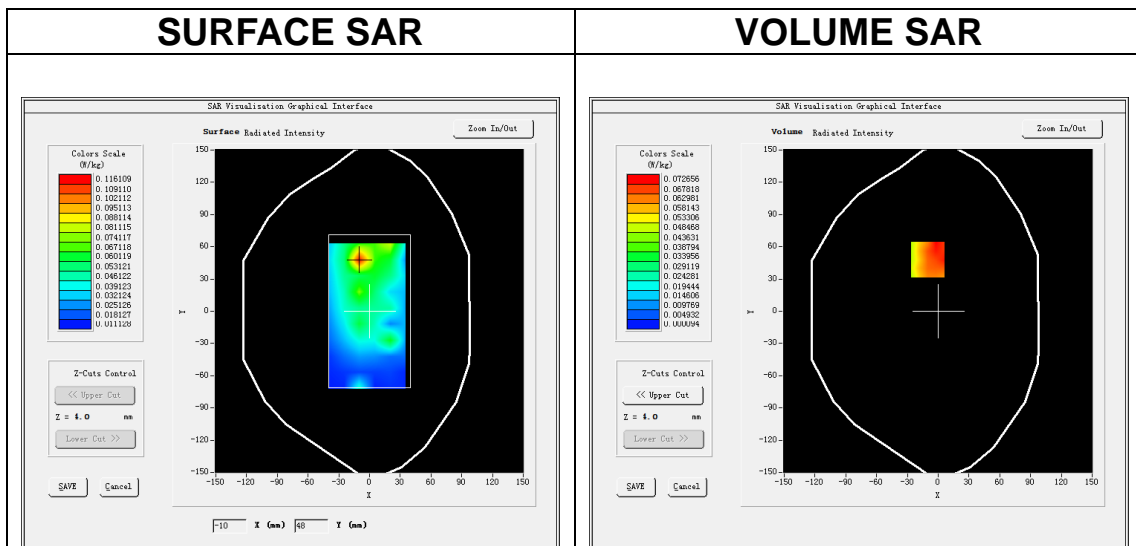 SURFACE SAR
VOLUME SAR
SAR Visualisation Graphical Interface
Surface Radiated Intensity
Zoom In/Out
Colors Scale
(W/kg)
0.116109
0.109110
0.102112
0.095113
0.088114
0.081115
0.074117
0.067118
0.060119
0.053121
0.046122
0.039123
0.032124
0.025126
0.018127
0.011128
150
120
90
60
30
0
-30
-60
-90
-120
-150
Y
-150 -120 -90 -60 -30 0 30 60 90 120 150
X
Z-Cuts Control
<< Upper Cut
Z = 4.0 mm
Lower Cut >>
SAVE Cancel
-10 X (mm) 48 Y (mm)
SAR Visualisation Graphical Interface
Volume Radiated Intensity
Zoom In/Out
Colors Scale
(W/kg)
0.072656
0.067818
0.062981
0.058143
0.053306
0.048468
0.043631
0.038794
0.033956
0.029119
0.024281
0.019444
0.014606
0.009769
0.004932
0.000094
150
120
90
60
30
0
-30
-60
-90
-120
-150
Y
-150 -120 -90 -60 -30 0 30 60 90 120 150
X
Z-Cuts Control
<< Upper Cut
Z = 4.0 mm
Lower Cut >>
SAVE Cancel